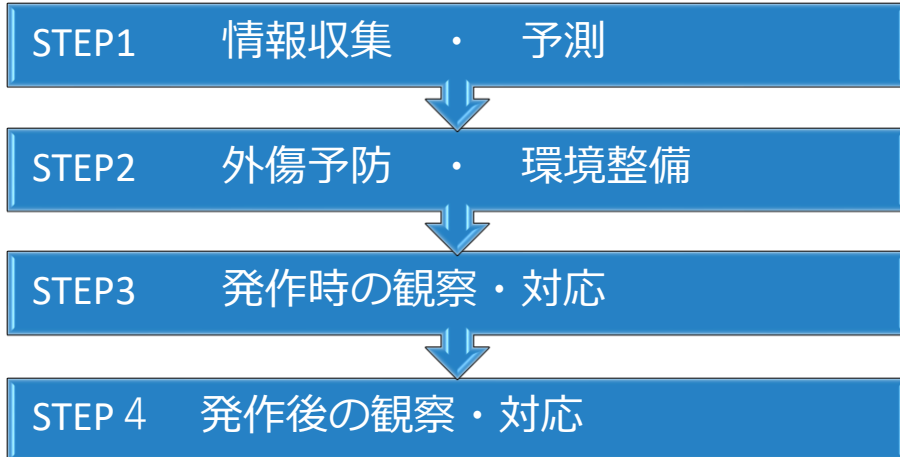 STEP1 情報収集 ・ 予測
STEP2 外傷予防 ・ 環境整備
STEP3 発作時の観察・対応
STEP４ 発作後の観察・対応